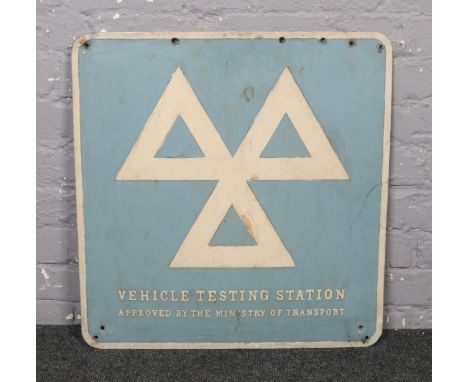 VEHICLE TESTING STATION
APPROVED BY THE MINISTRY OF TRANSPORT